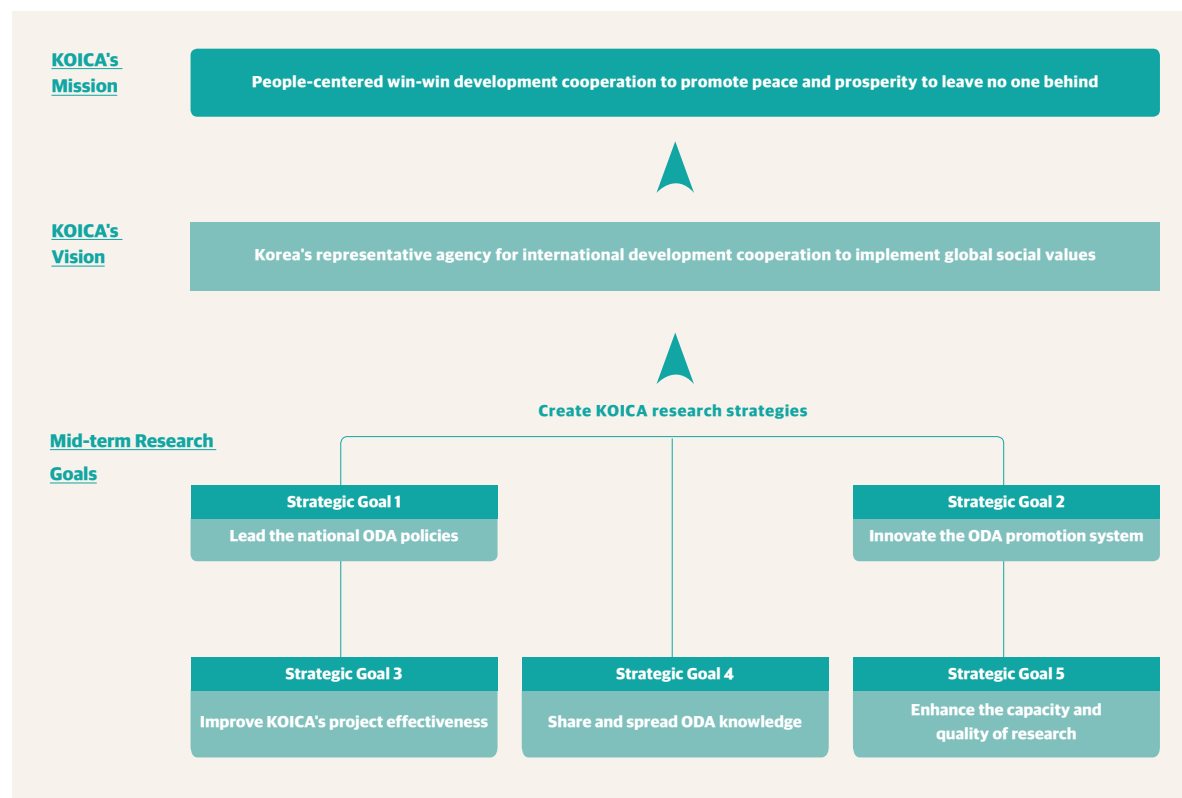 KOICA's
Mission
People-centered win-win development cooperation to promote peace and prosperity to leave no one behind
KOICA's
Vision
Korea's representative agency for international development cooperation to implement global social values
Create KOICA research strategies
Mid-term Research
Goals
Strategic Goal 1
Lead the national ODA policies
Strategic Goal 2
Innovate the ODA promotion system
Strategic Goal 3
Improve KOICA's project effectiveness
Strategic Goal 4
Share and spread ODA knowledge
Strategic Goal 5
Enhance the capacity and
quality of research